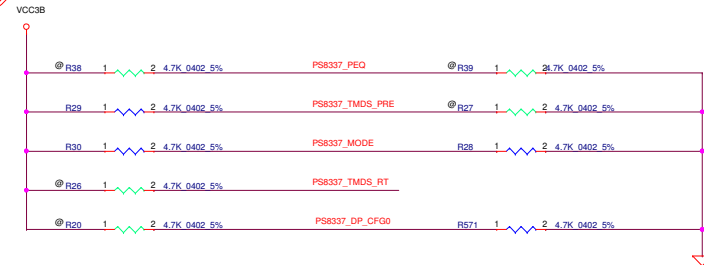 VCC3B
@ R38 1 2 4.7K_0402_5% PS8337_PEQ @ R39 1 2 4.7K_0402_5%
R29 1 2 4.7K_0402_5% PS8337_TMDS_PRE @ R27 1 2 4.7K_0402_5%
R30 1 2 4.7K_0402_5% PS8337_MODE R28 1 2 4.7K_0402_5%
@ R26 1 2 4.7K_0402_5% PS8337_TMDS_RT
@ R20 1 2 4.7K_0402_5% PS8337_DP_CFG0 R571 1 2 4.7K_0402_5%